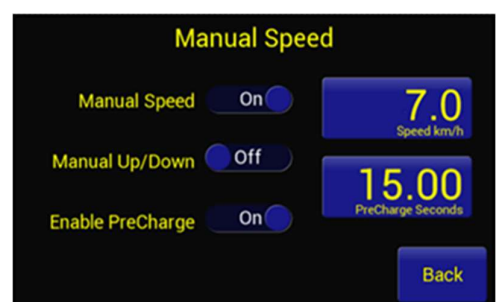 Manual Speed
Manual Speed On
7.0
Speed km/h
Manual Up/Down Off
15.00
PreCharge Seconds
Enable PreCharge On
Back